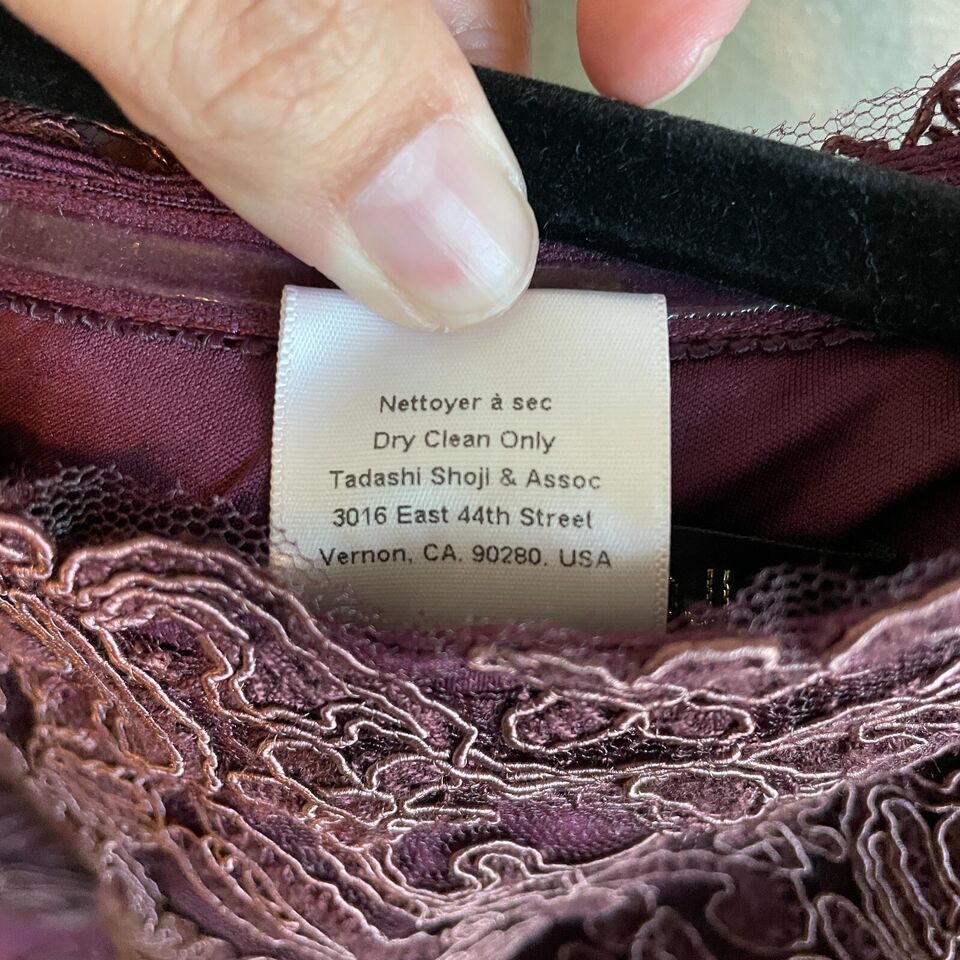 Nettoyer à sec
Dry Clean Only
Tadashi Shoji & Assoc
3016 East 44th Street
Vernon, CA. 90280. USA